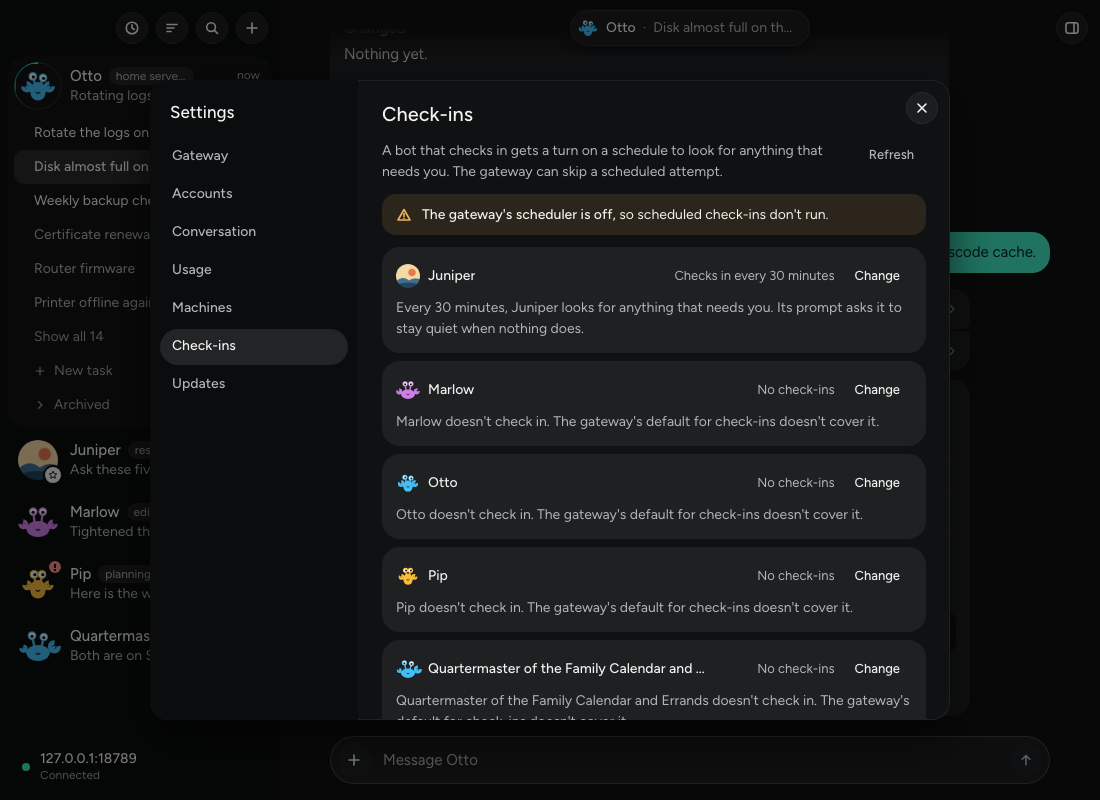 Otto · Disk almost full on th…
Nothing yet.
Otto home serve… now
Rotating logs
Rotate the logs on
Disk almost full on
Weekly backup che
Certificate renewa
Router firmware
Printer offline again
Show all 14
+ New task
Archived
Juniper res
Ask these fiv
Marlow edi
Tightened th
Pip planning
Here is the w
Quartermas
Both are on S
127.0.0.1:18789
Connected
Settings
Gateway
Accounts
Conversation
Usage
Machines
Check-ins
Updates
Check-ins
A bot that checks in gets a turn on a schedule to look for anything that
needs you. The gateway can skip a scheduled attempt.
Refresh
The gateway's scheduler is off, so scheduled check-ins don't run.
Juniper Checks in every 30 minutes Change
Every 30 minutes, Juniper looks for anything that needs you. Its prompt asks it to
stay quiet when nothing does.
Marlow No check-ins Change
Marlow doesn't check in. The gateway's default for check-ins doesn't cover it.
Otto No check-ins Change
Otto doesn't check in. The gateway's default for check-ins doesn't cover it.
Pip No check-ins Change
Pip doesn't check in. The gateway's default for check-ins doesn't cover it.
Quartermaster of the Family Calendar and … No check-ins Change
Quartermaster of the Family Calendar and Errands doesn't check in. The gateway's
default for check-ins doesn't cover it.
scode cache.
Message Otto